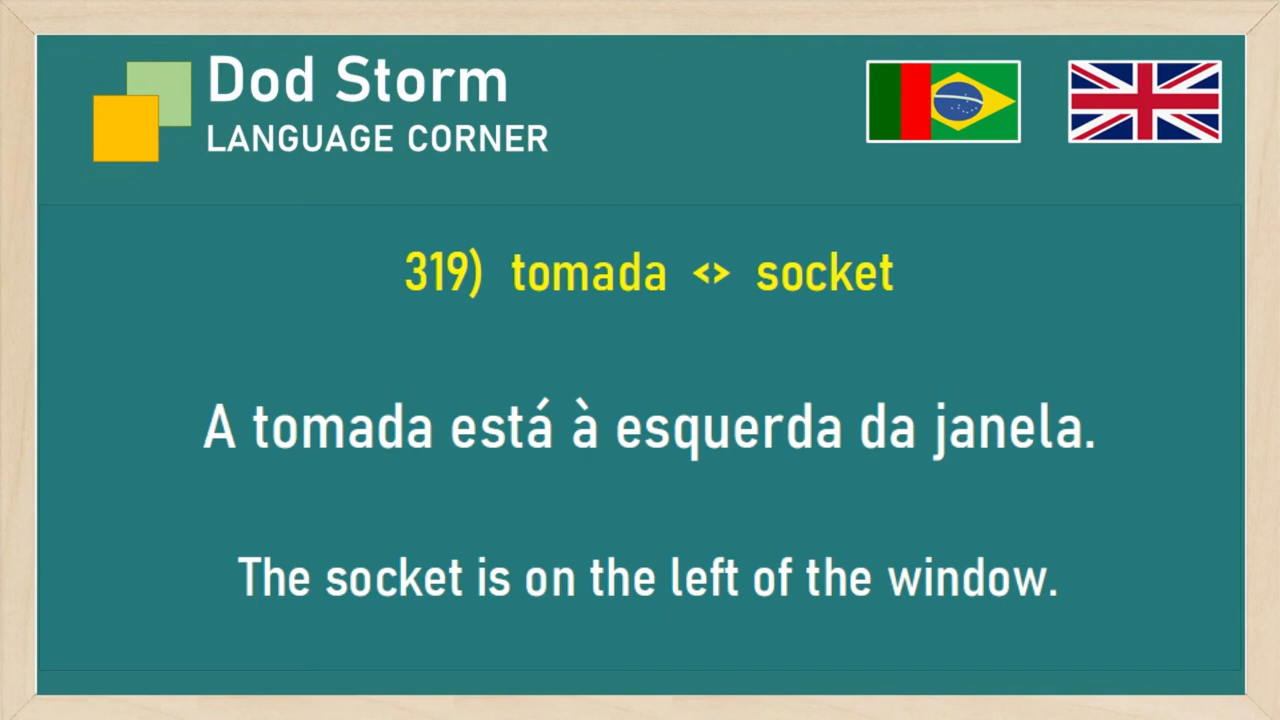 Dod Storm
LANGUAGE CORNER
319) tomada <> socket
A tomada está à esquerda da janela.
The socket is on the left of the window.